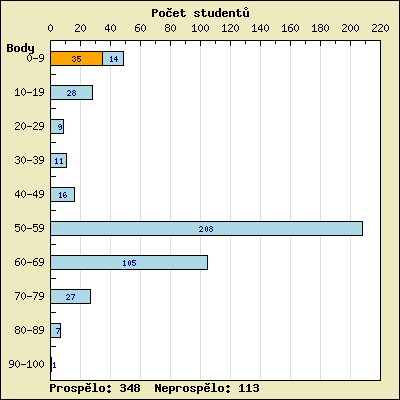 Počet studentů
0 20 40 60 80 100 120 140 160 180 200 220
Body
0-9 35 14
10-19 28
20-29 9
30-39 11
40-49 16
50-59 208
60-69 105
70-79 27
80-89 7
90-100 1
Prospělo: 348 Neprospělo: 113